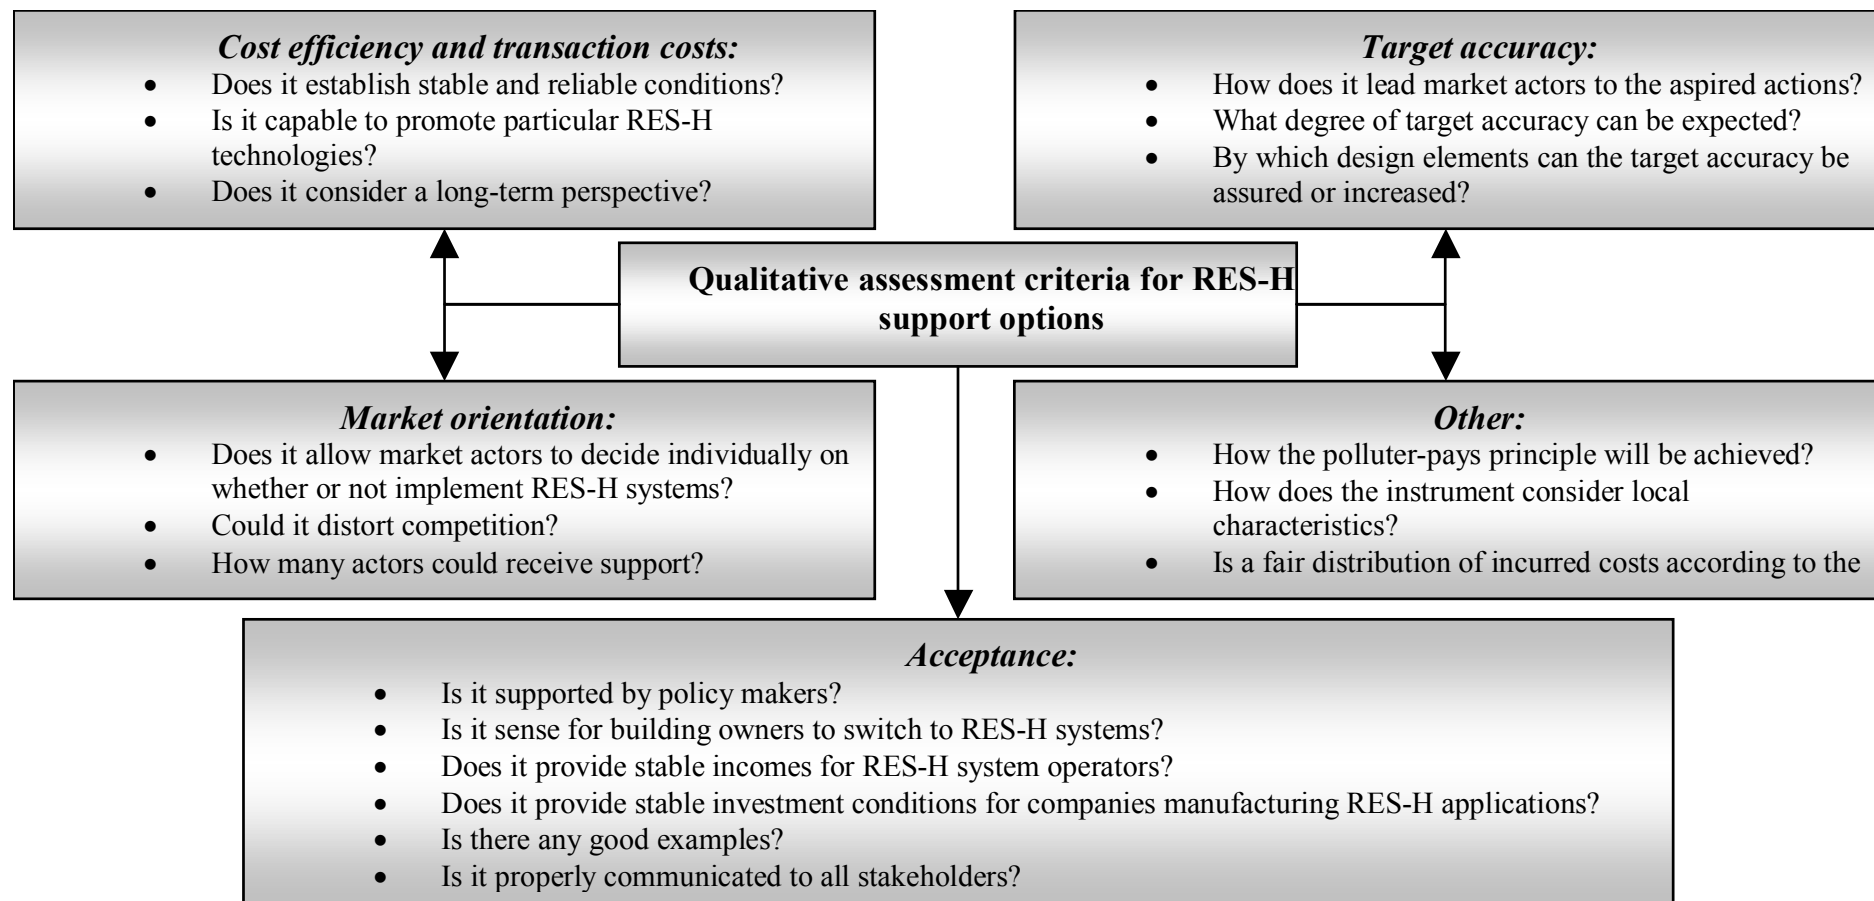 Cost efficiency and transaction costs:
• Does it establish stable and reliable conditions?
• Is it capable to promote particular RES-H
technologies?
• Does it consider a long-term perspective?
Target accuracy:
• How does it lead market actors to the aspired actions?
• What degree of target accuracy can be expected?
• By which design elements can the target accuracy be
assured or increased?
Qualitative assessment criteria for RES-H
support options
Market orientation:
• Does it allow market actors to decide individually on
whether or not implement RES-H systems?
• Could it distort competition?
• How many actors could receive support?
Other:
• How the polluter-pays principle will be achieved?
• How does the instrument consider local
characteristics?
• Is a fair distribution of incurred costs according to the
Acceptance:
• Is it supported by policy makers?
• Is it sense for building owners to switch to RES-H systems?
• Does it provide stable incomes for RES-H system operators?
• Does it provide stable investment conditions for companies manufacturing RES-H applications?
• Is there any good examples?
• Is it properly communicated to all stakeholders?